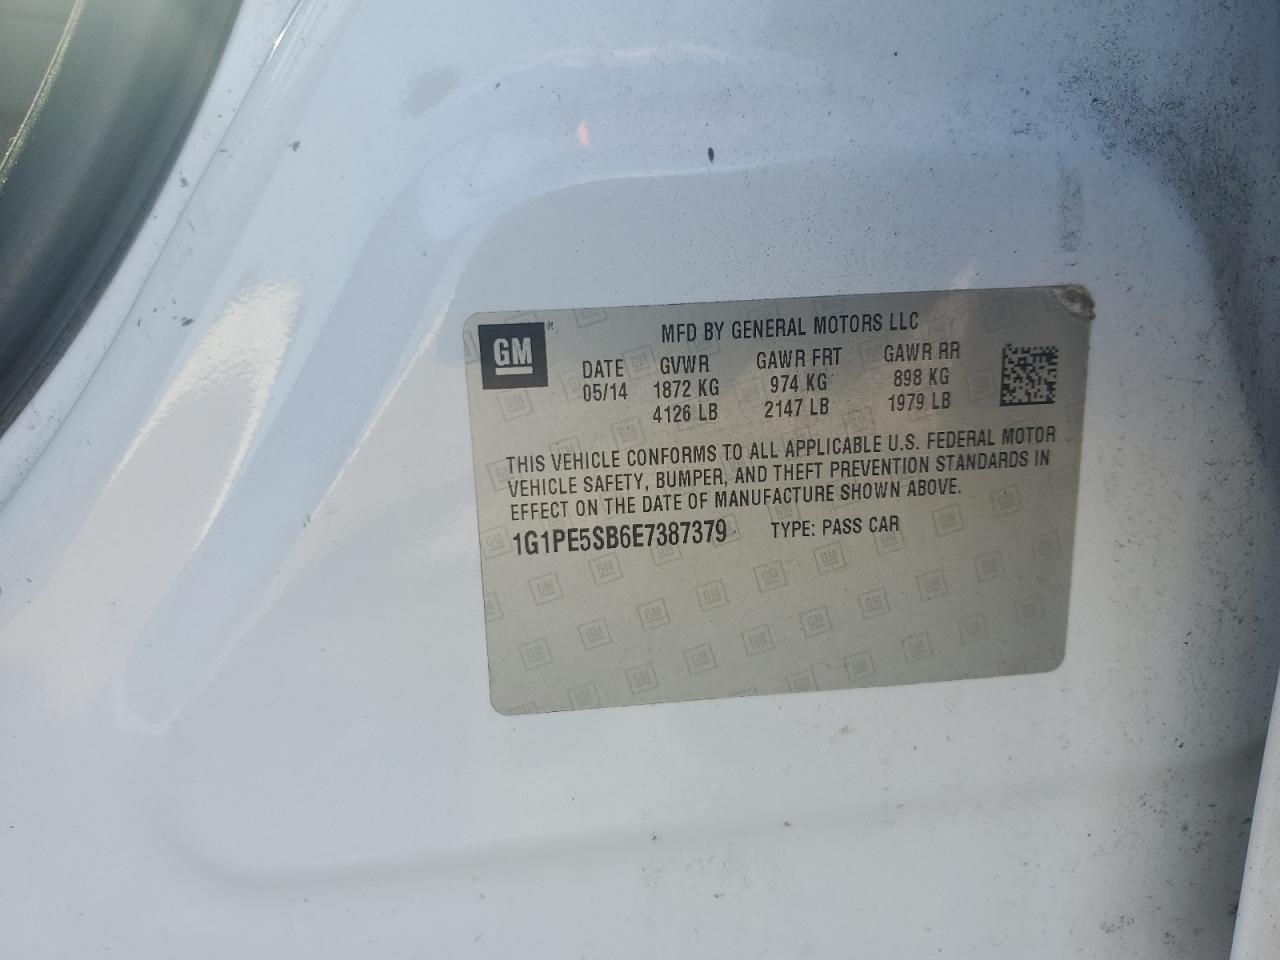 GM
MFD BY GENERAL MOTORS LLC
DATE GVWR GAWR FRT GAWR RR
05/14 1872 KG 974 KG 898 KG
4126 LB 2147 LB 1979 LB
THIS VEHICLE CONFORMS TO ALL APPLICABLE U.S. FEDERAL MOTOR
VEHICLE SAFETY, BUMPER, AND THEFT PREVENTION STANDARDS IN
EFFECT ON THE DATE OF MANUFACTURE SHOWN ABOVE.
1G1PE5SB6E7387379 TYPE: PASS CAR